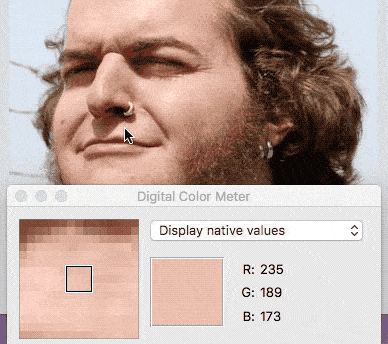 Digital Color Meter
Display native values
R: 235
G: 189
B: 173